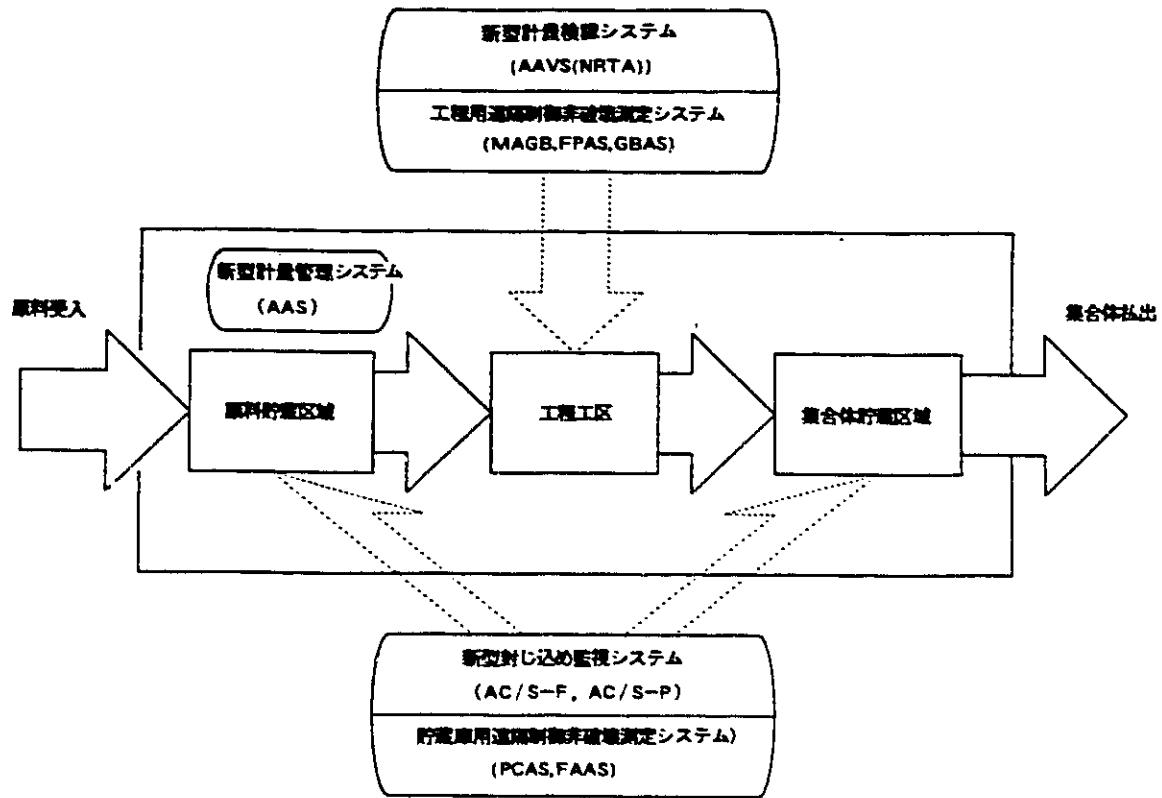 新型計量検認システム
(AAVS(NRTA))
工程用遠隔制御非破壊測定システム
(MAGB,FPAS,GBAS)
新型計量管理システム
(AAS)
原料受入
集合体払出
原料貯蔵区域
工程工区
集合体貯蔵区域
新型封じ込め監視システム
(AC/S-F, AC/S-P)
貯蔵庫用遠隔制御非破壊測定システム)
(PCAS,FAAS)